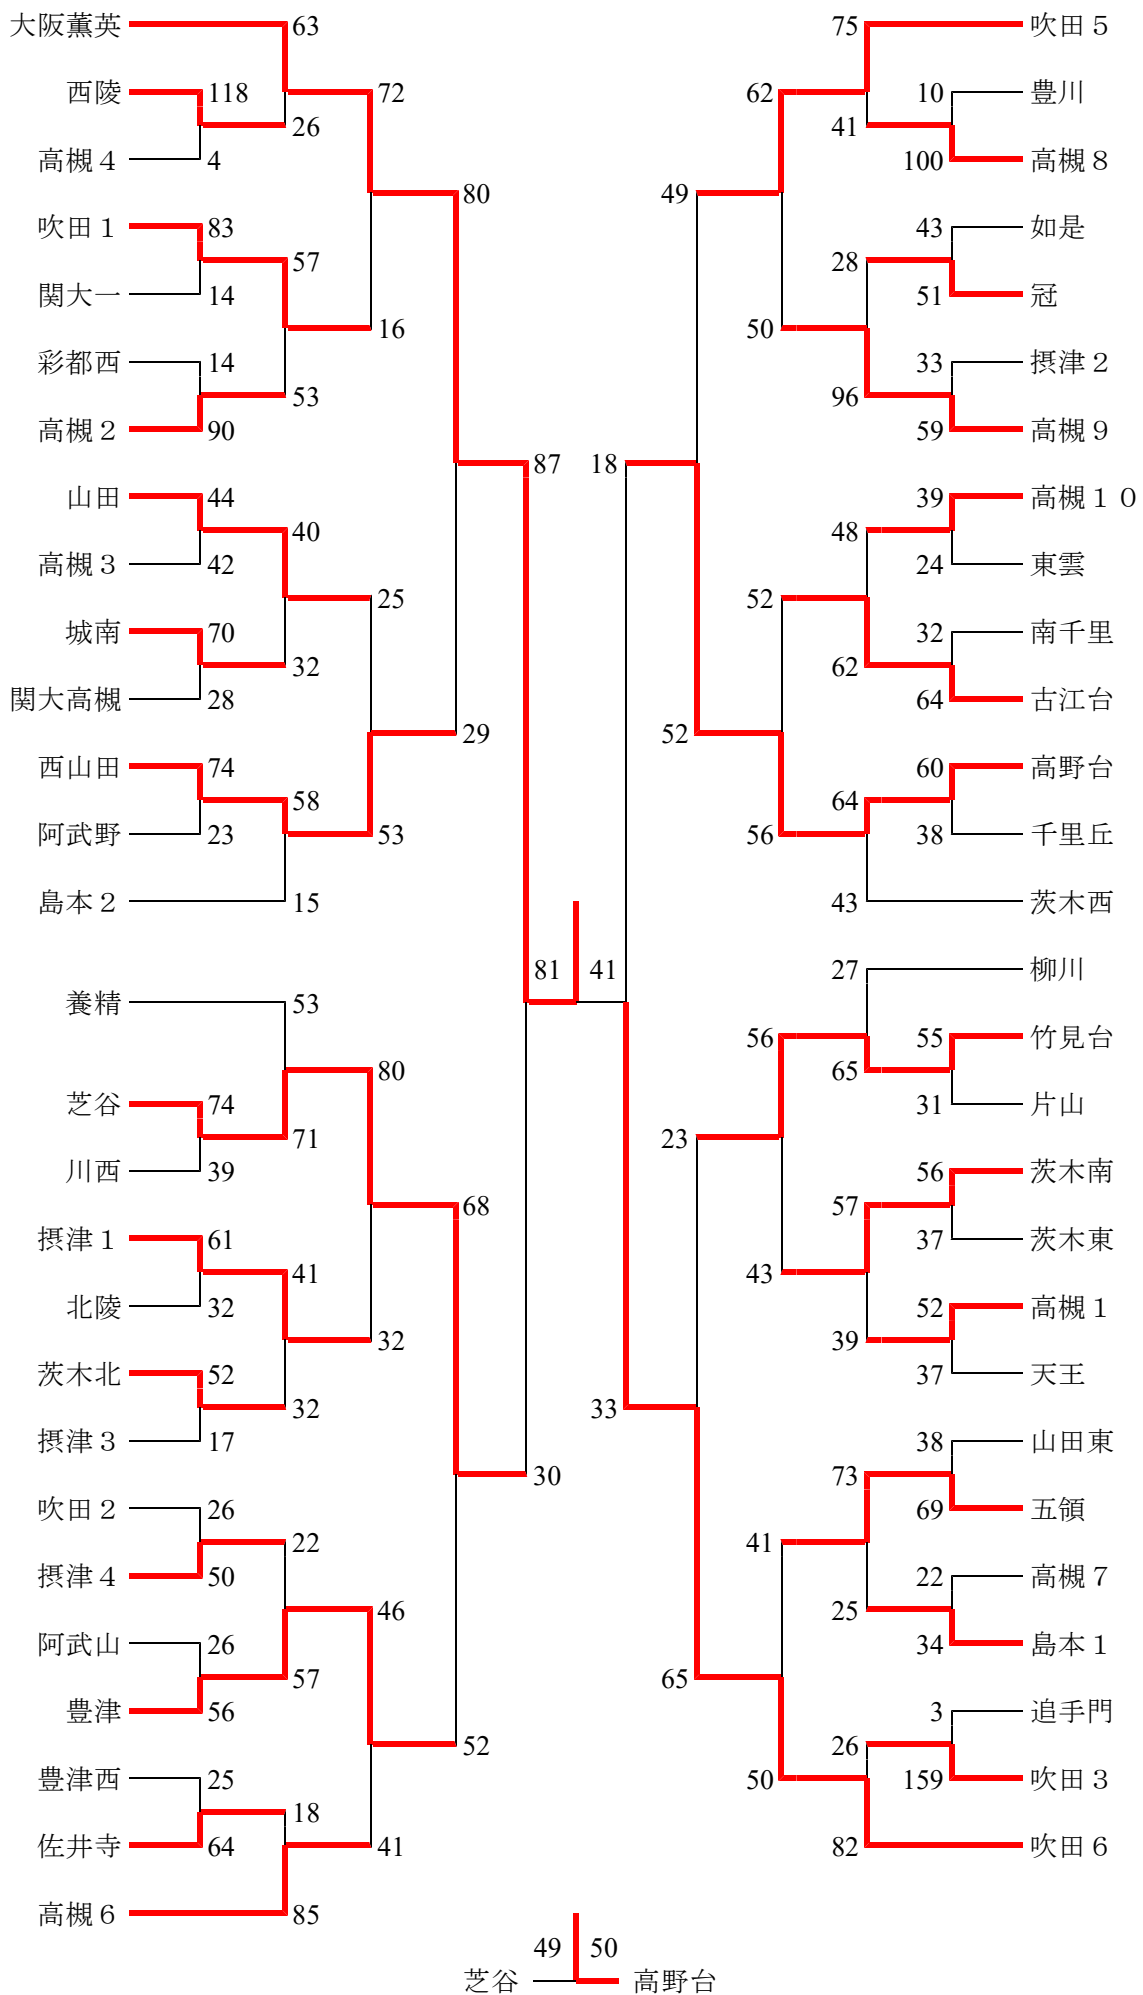 大阪薫英 63 75 吹田５
西陵 118 72 62 10 豊川
26 41
高槻４ 4 100 高槻８
80 49
吹田１ 83 43 如是
57 28
関大一 14 51 冠
16 50
彩都西 14 33 摂津２
53 96
高槻２ 90 59 高槻９
87 18
山田 44 39 高槻１０
40 48
高槻３ 42 24 東雲
25 52
城南 70 32 南千里
32 62
関大高槻 28 64 古江台
29 52
西山田 74 60 高野台
58 64
阿武野 23 53 56 38 千里丘
島本２ 15 43 茨木西
81 41 27 柳川
養精 53
56 55 竹見台
80 65
芝谷 74 31 片山
71 23
川西 39 56 茨木南
68 57
摂津１ 61 37 茨木東
41 43
北陵 32 52 高槻１
32 39
茨木北 52 37 天王
32 33
摂津３ 17 38 山田東
30 73
吹田２ 26 69 五領
22 41
摂津４ 50 22 高槻７
46 25
阿武山 26 34 島本１
57 65
豊津 56 3 追手門
52 26
豊津西 25 50 159 吹田３
18
佐井寺 64 41 82 吹田６
高槻６ 85
49 50
芝谷 高野台